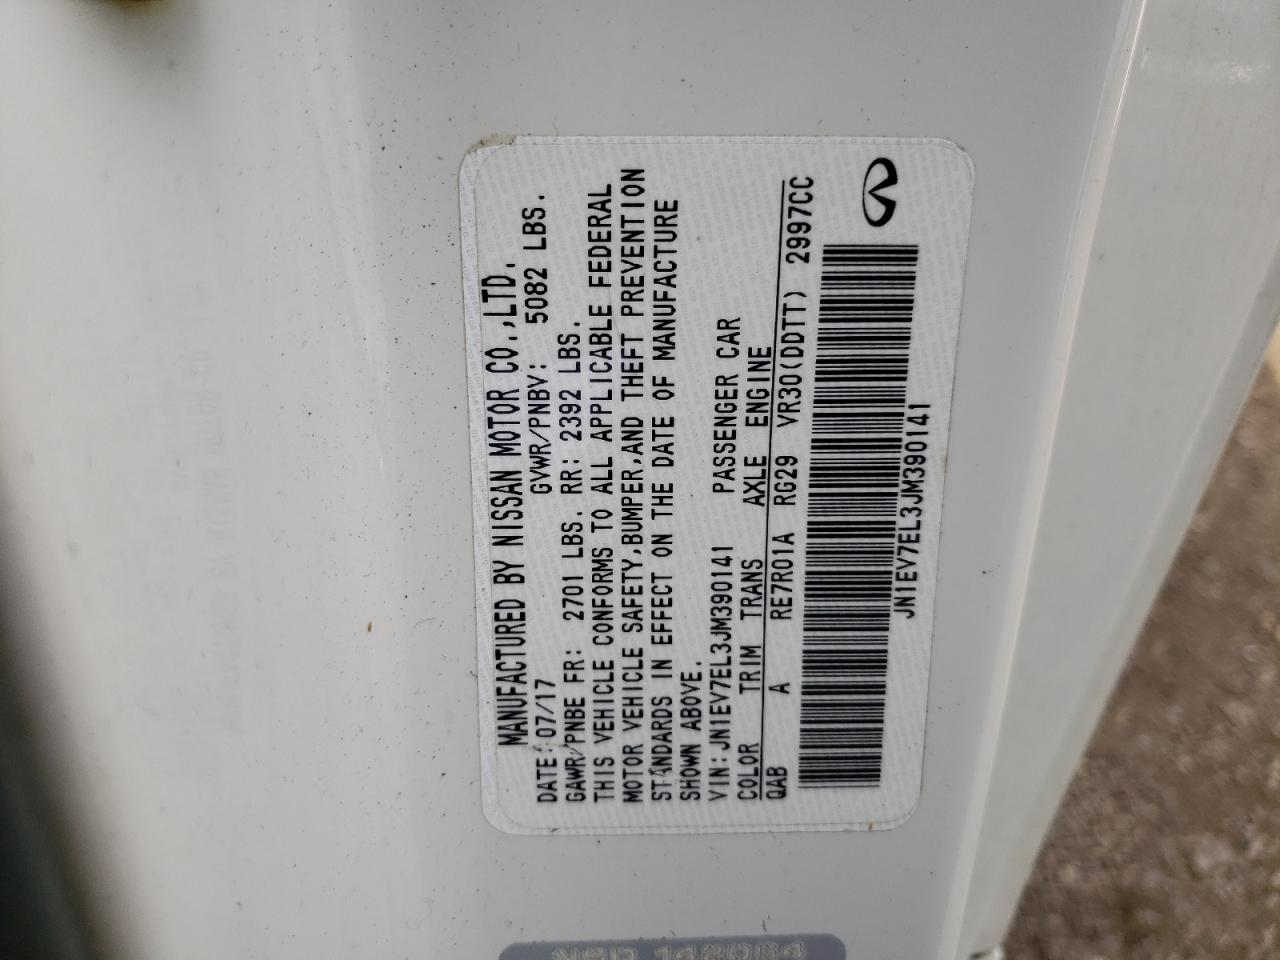 MANUFACTURED BY NISSAN MOTOR CO.,LTD.
DATE:07/17 GVWR/PNBV: 5082 LBS.
GAWR/PNBE FR: 2701 LBS. RR: 2392 LBS.
THIS VEHICLE CONFORMS TO ALL APPLICABLE FEDERAL
MOTOR VEHICLE SAFETY,BUMPER,AND THEFT PREVENTION
STANDARDS IN EFFECT ON THE DATE OF MANUFACTURE
SHOWN ABOVE.
VIN:JN1EV7EL3JM390141 PASSENGER CAR
COLOR TRIM TRANS AXLE ENGINE
QAB A RE7R01A RG29 VR30(DDTT) 2997CC
JN1EV7EL3JM390141